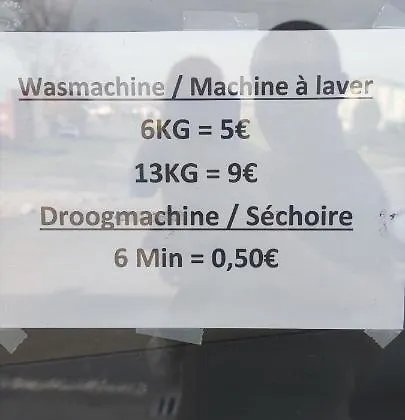 Wasmachine / Machine à laver
6KG = 5€
13KG = 9€
Droogmachine / Séchoire
6 Min = 0,50€